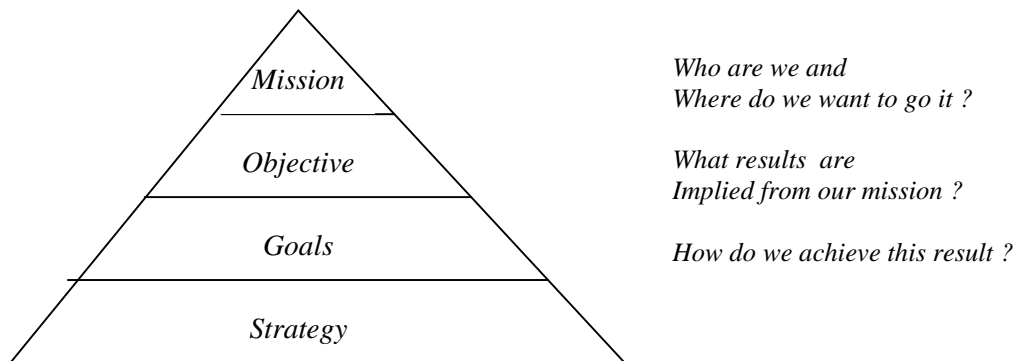 Mission
Who are we and
Where do we want to go it ?
Objective
What results are
Implied from our mission ?
Goals
How do we achieve this result ?
Strategy